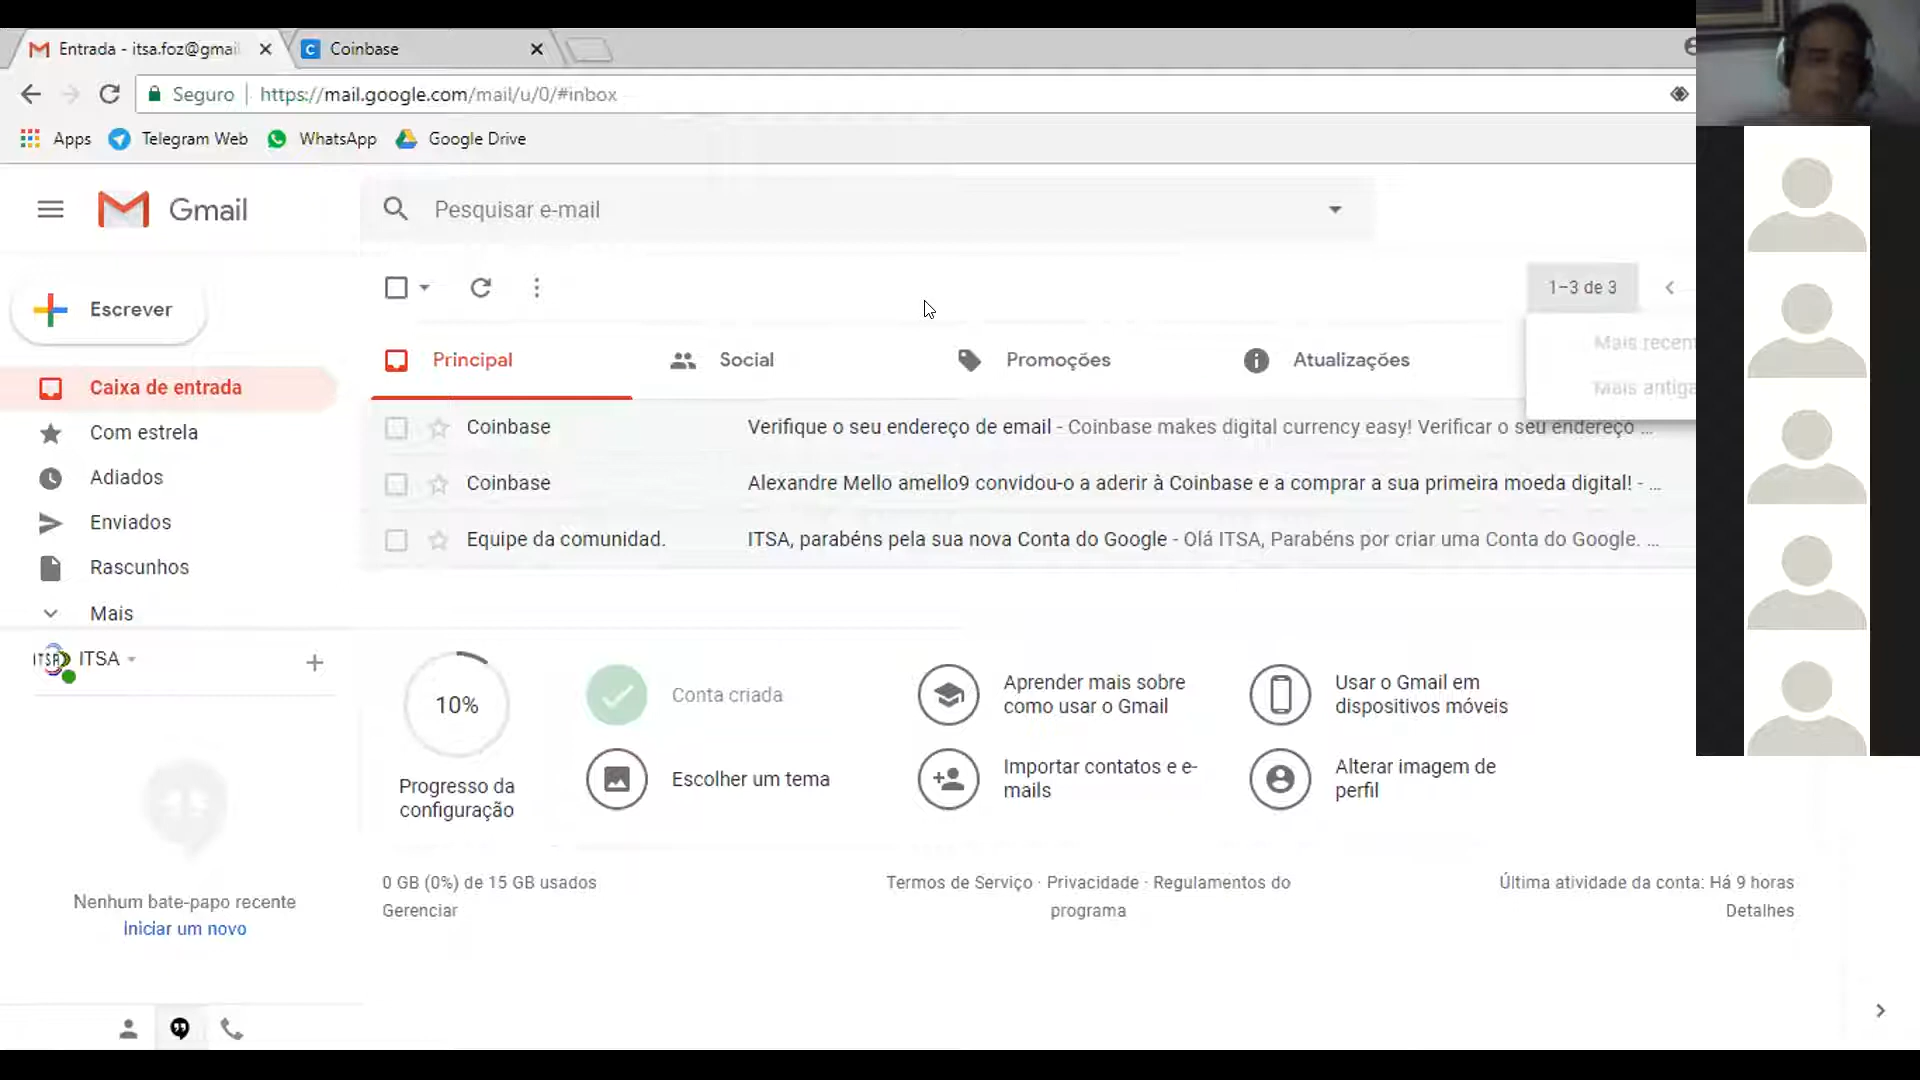 Entrada - itsa.foz@gmai
Coinbase
Seguro
https://mail.google.com/mail/u/0/#inbox
Apps
Telegram Web
WhatsApp
Google Drive
Gmail
Pesquisar e-mail
Escrever
1–3 de 3
Mais recen
Mais antiga
Principal
Social
Promoções
Atualizações
Caixa de entrada
Com estrela
Adiados
Enviados
Rascunhos
Mais
Coinbase
Verifique o seu endereço de email - Coinbase makes digital currency easy! Verificar o seu endereço ...
Coinbase
Alexandre Mello amello9 convidou-o a aderir à Coinbase e a comprar a sua primeira moeda digital! - ...
Equipe da comunidad.
ITSA, parabéns pela sua nova Conta do Google - Olá ITSA, Parabéns por criar uma Conta do Google. ...
ITSA
ITSA
10%
Progresso da
configuração
Conta criada
Aprender mais sobre
como usar o Gmail
Usar o Gmail em
dispositivos móveis
Escolher um tema
Importar contatos e e-
mails
Alterar imagem de
perfil
Nenhum bate-papo recente
Iniciar um novo
0 GB (0%) de 15 GB usados
Gerenciar
Termos de Serviço · Privacidade · Regulamentos do
programa
Última atividade da conta: Há 9 horas
Detalhes